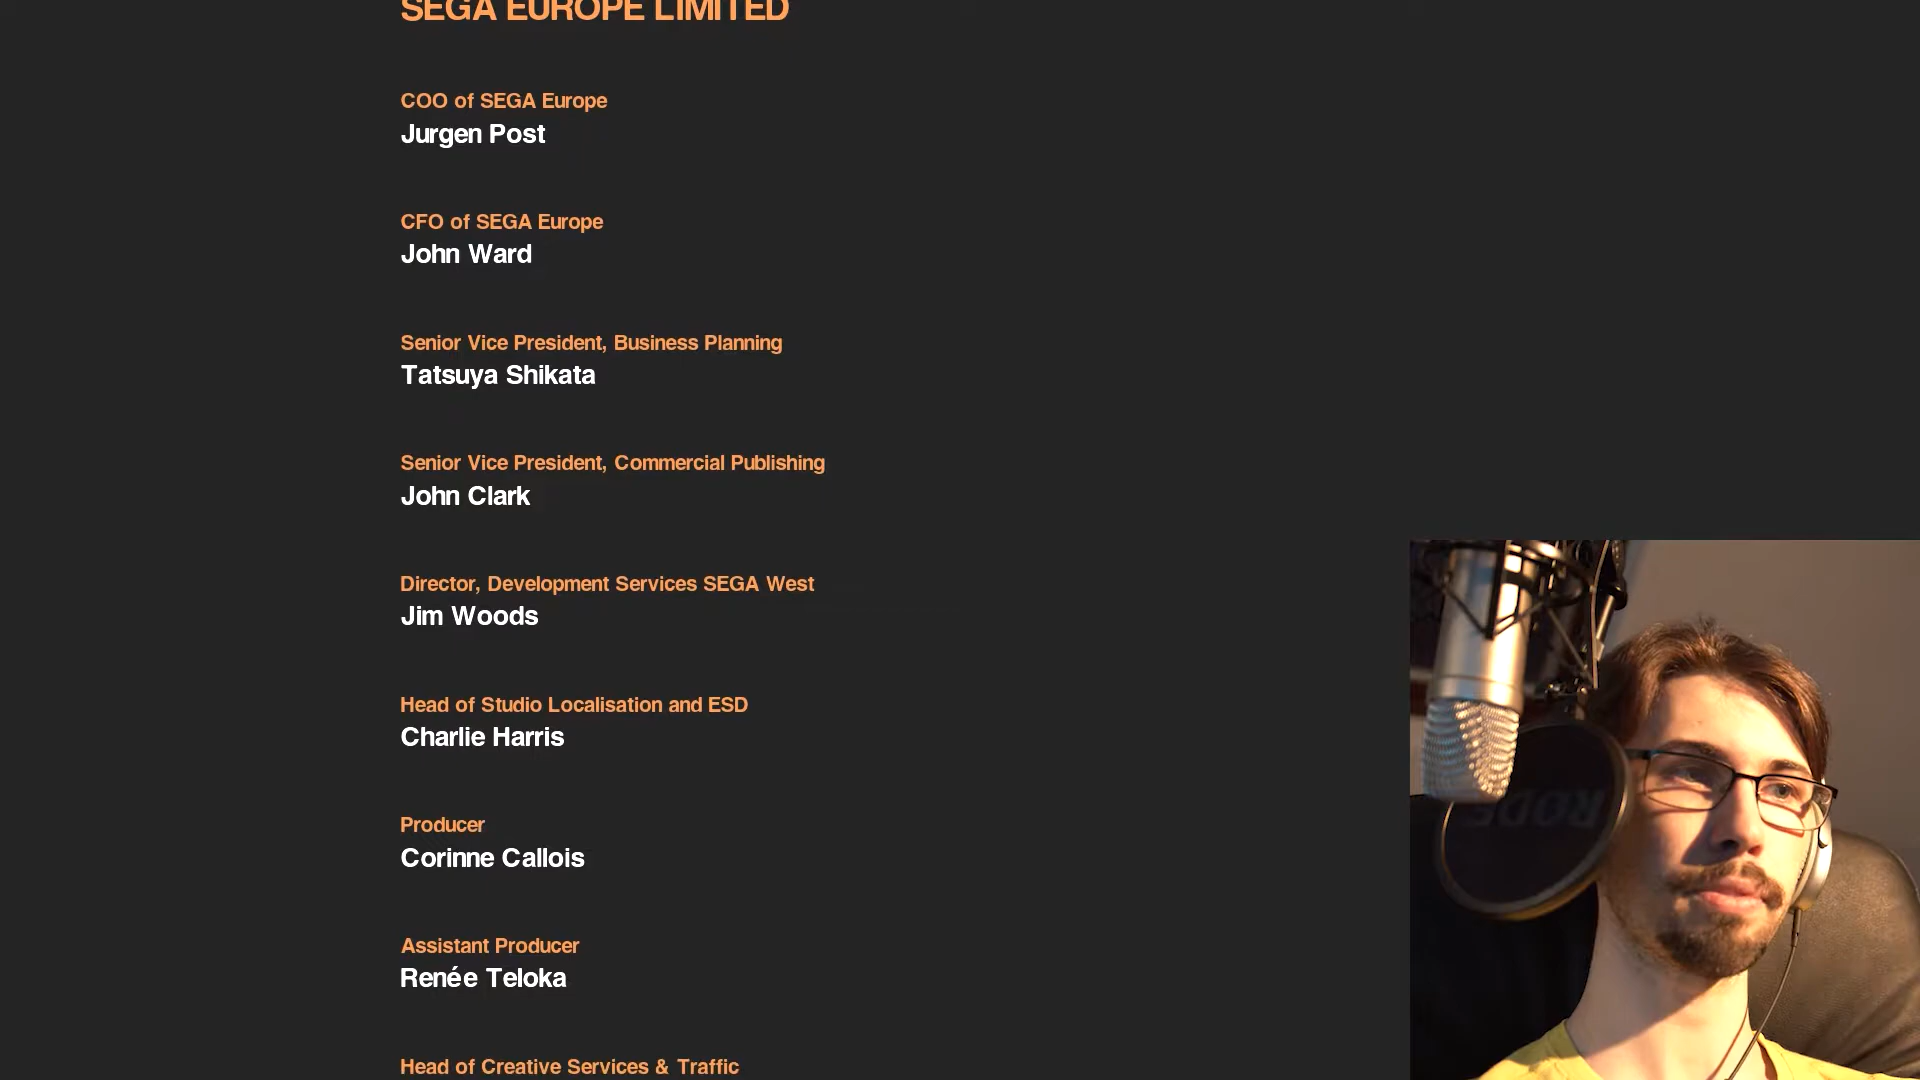 SEGA EUROPE LIMITED
COO of SEGA Europe
Jurgen Post
CFO of SEGA Europe
John Ward
Senior Vice President, Business Planning
Tatsuya Shikata
Senior Vice President, Commercial Publishing
John Clark
Director, Development Services SEGA West
Jim Woods
Head of Studio Localisation and ESD
Charlie Harris
Producer
Corinne Callois
Assistant Producer
Renée Teloka
Head of Creative Services & Traffic
RODE